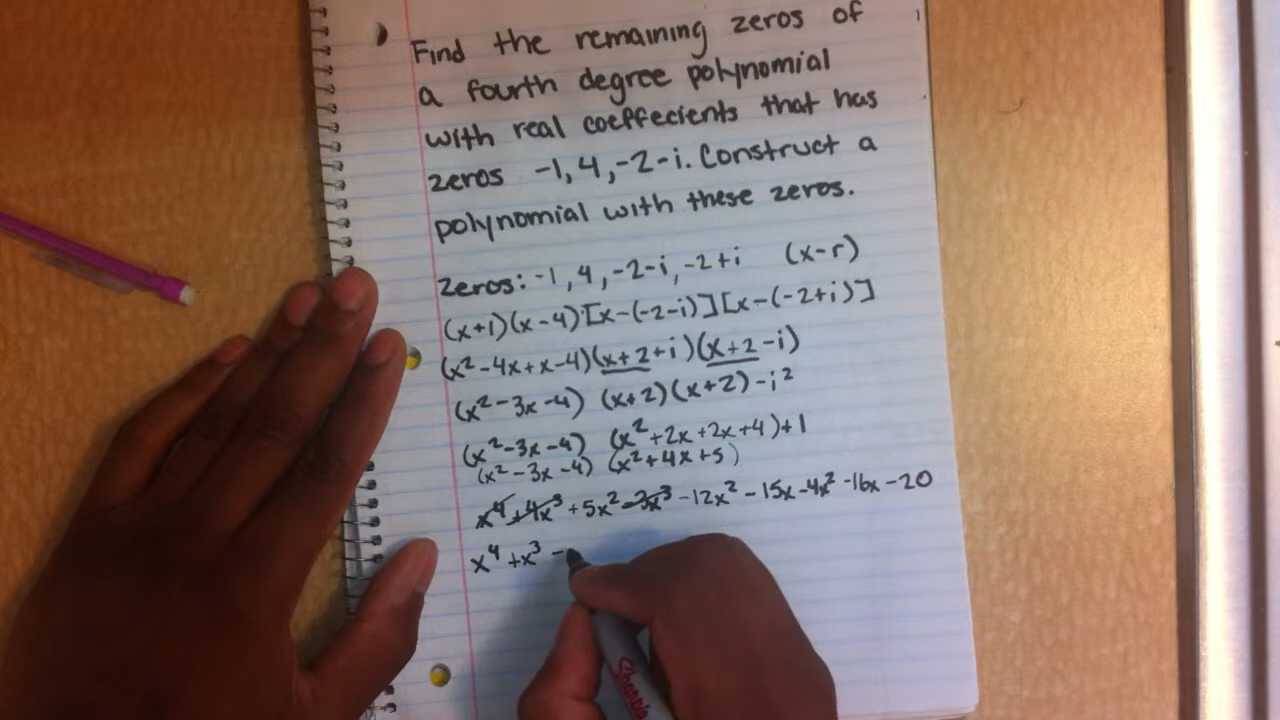 Find the remaining zeros of
a fourth degree polynomial
with real coeffecients that has
zeros -1, 4, -2-i. Construct a
polynomial with these zeros.
Zeros: -1, 4, -2-i, -2+i (x-r)
(x+1)(x-4)[x-(-2-i)][x-(-2+i)]
(x²-4x+x-4)(x+2+i)(x+2-i)
(x²-3x-4) (x+2)(x+2)-i²
(x²-3x-4) (x²+2x+2x+4)+1
(x²-3x-4) (x²+4x+5)
x⁴+4x³+5x²-3x³-12x²-15x-4x²-16x-20
x⁴+x³-
Sharpie